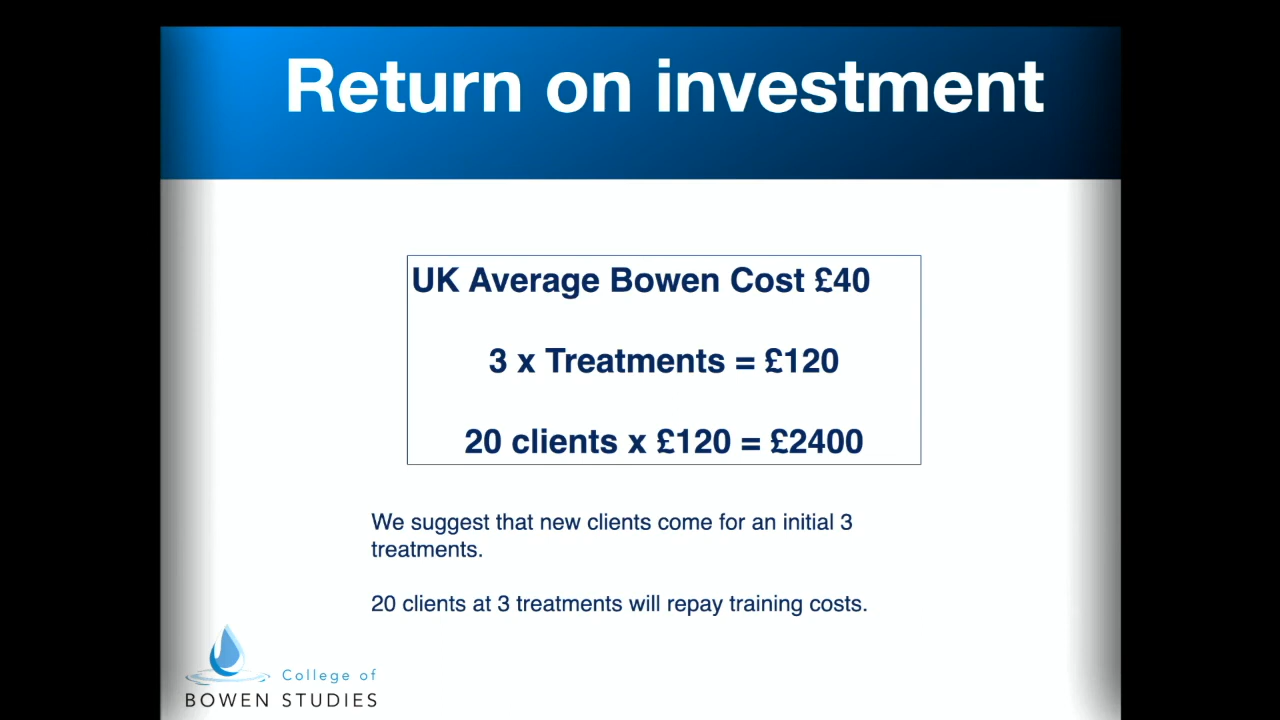 Return on investment
UK Average Bowen Cost £40
3 x Treatments = £120
20 clients x £120 = £2400
We suggest that new clients come for an initial 3
treatments.
20 clients at 3 treatments will repay training costs.
College of
BOWEN STUDIES